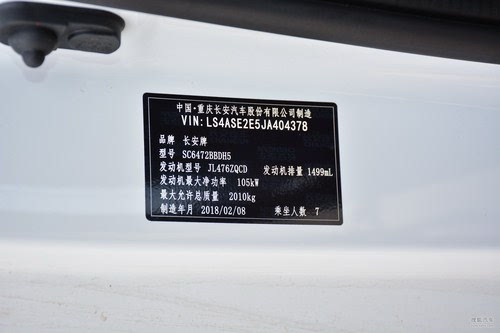 中国·重庆长安汽车股份有限公司制造
VIN:LS4ASE2E5JA404378
品牌 长安牌
型号 SC6472BBDH5
发动机型号 JL476ZQCD 发动机排量 1499mL
发动机最大净功率 105kW
最大允许总质量 2010kg
制造年月 2018/02/08 乘坐人数 7